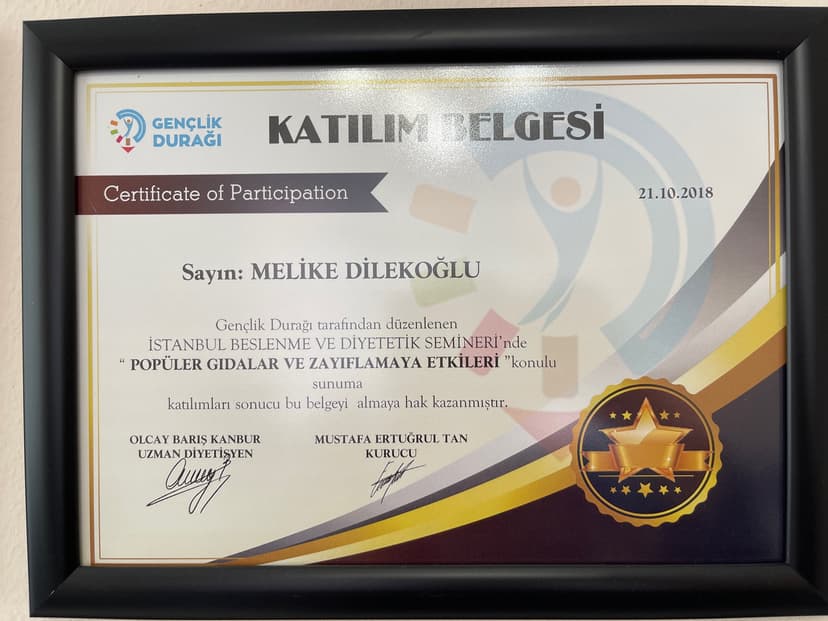 GENÇLİK
DURAĞI
KATILIM BELGESİ
Certificate of Participation
21.10.2018
Sayın: MELİKE DİLEKOĞLU
Gençlik Durağı tarafından düzenlenen
İSTANBUL BESLENME VE DİYETETİK SEMİNERİ'nde
“ POPÜLER GIDALAR VE ZAYIFLAMAYA ETKİLERİ ”konulu
sunuma
katılımları sonucu bu belgeyi almaya hak kazanmıştır.
OLCAY BARIŞ KANBUR
UZMAN DİYETİSYEN
MUSTAFA ERTUĞRUL TAN
KURUCU